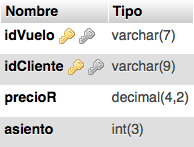 Nombre Tipo
idVuelo varchar(7)
idCliente varchar(9)
precioR decimal(4,2)
asiento int(3)